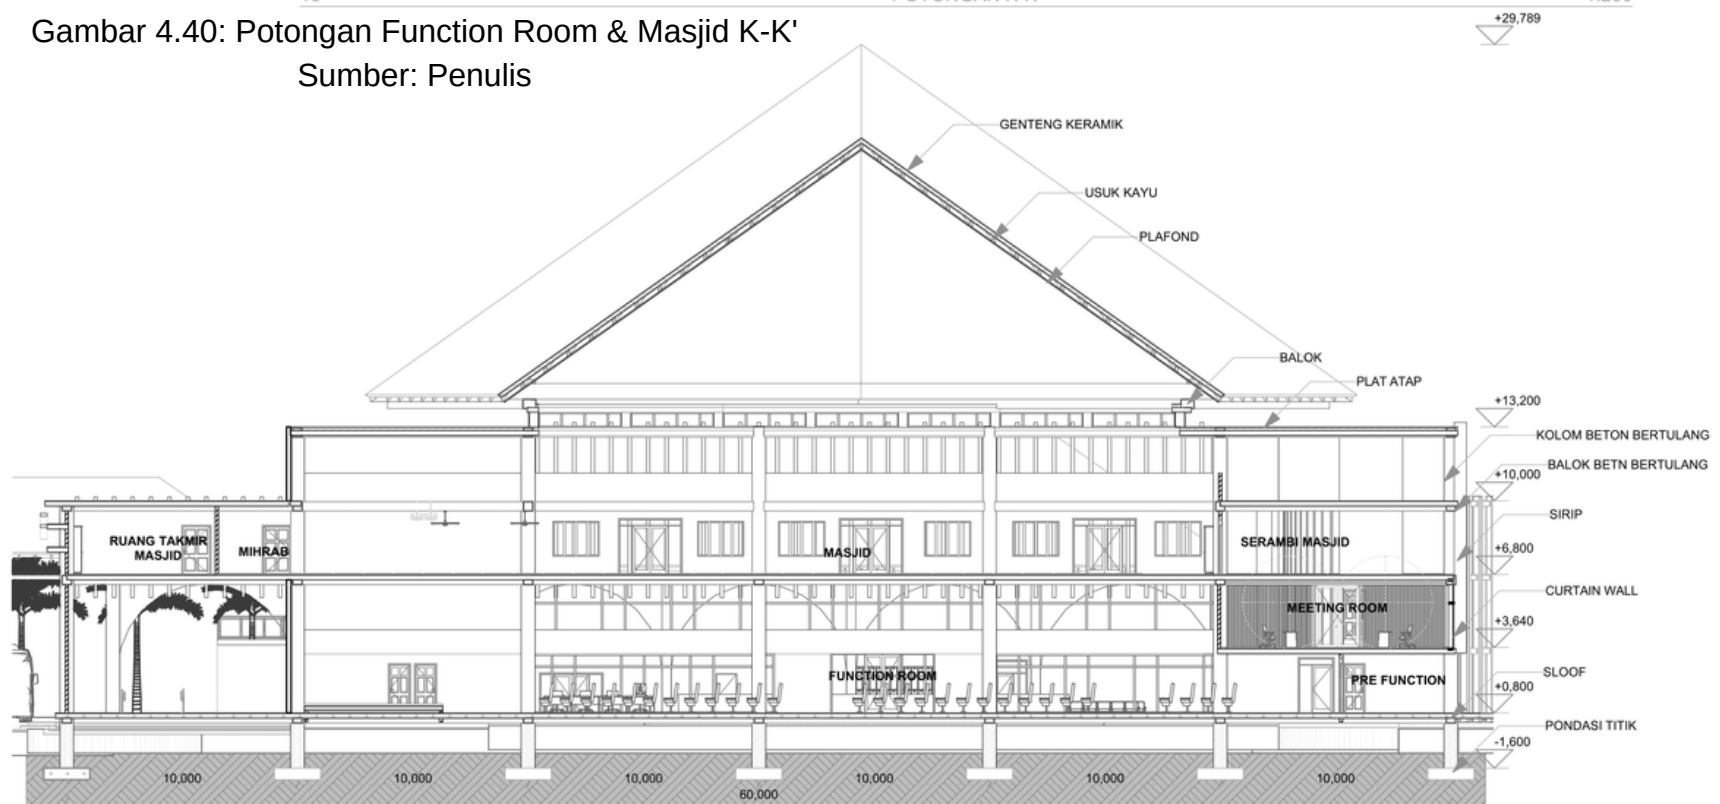 Gambar 4.40: Potongan Function Room & Masjid K-K'
Sumber: Penulis
+29,789
GENTENG KERAMIK
USUK KAYU
PLAFOND
BALOK
PLAT ATAP
+13,200
KOLOM BETON BERTULANG
BALOK BETN BERTULANG
+10,000
SIRIP
RUANG TAKMIR
MASJID
MIHRAB
MASJID
SERAMBI MASJID
+6,800
CURTAIN WALL
MEETING ROOM
+3,640
SLOOF
FUNCTION ROOM
PRE FUNCTION
+0,800
PONDASI TITIK
-1,600
10,000
10,000
10,000
10,000
10,000
10,000
60,000